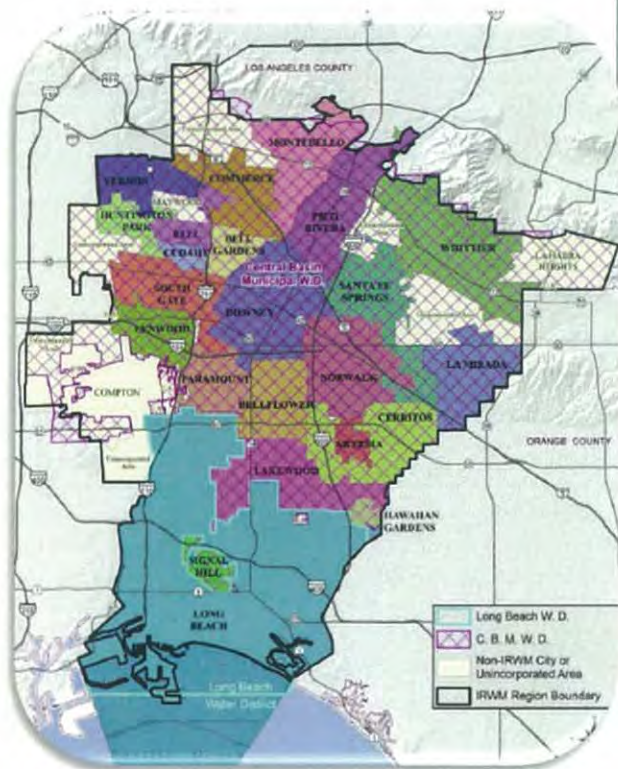 LOS ANGELES COUNTY
MONTEBELLO
COMMERCE
VERNON
MAYWOOD
HUNTINGTON
PARK
BELL
BELL
GARDENS
CUDAHY
PICO
RIVERA
WHITTIER
LA HABRA
HEIGHTS
Central Basin
Municipal W.D.
SANTA FE
SPRINGS
SOUTH
GATE
DOWNEY
LYNWOOD
LA MIRADA
NORWALK
PARAMOUNT
COMPTON
BELLFLOWER
CERRITOS
ARTESIA
ORANGE COUNTY
Unincorporated
Area
LAKEWOOD
HAWAIIAN
GARDENS
SIGNAL
HILL
LONG
BEACH
Long Beach W. D.
C. B. M. W. D.
Non-IRWM City or
Unincorporated Area
IRWM Region Boundary
Long Beach
Water District